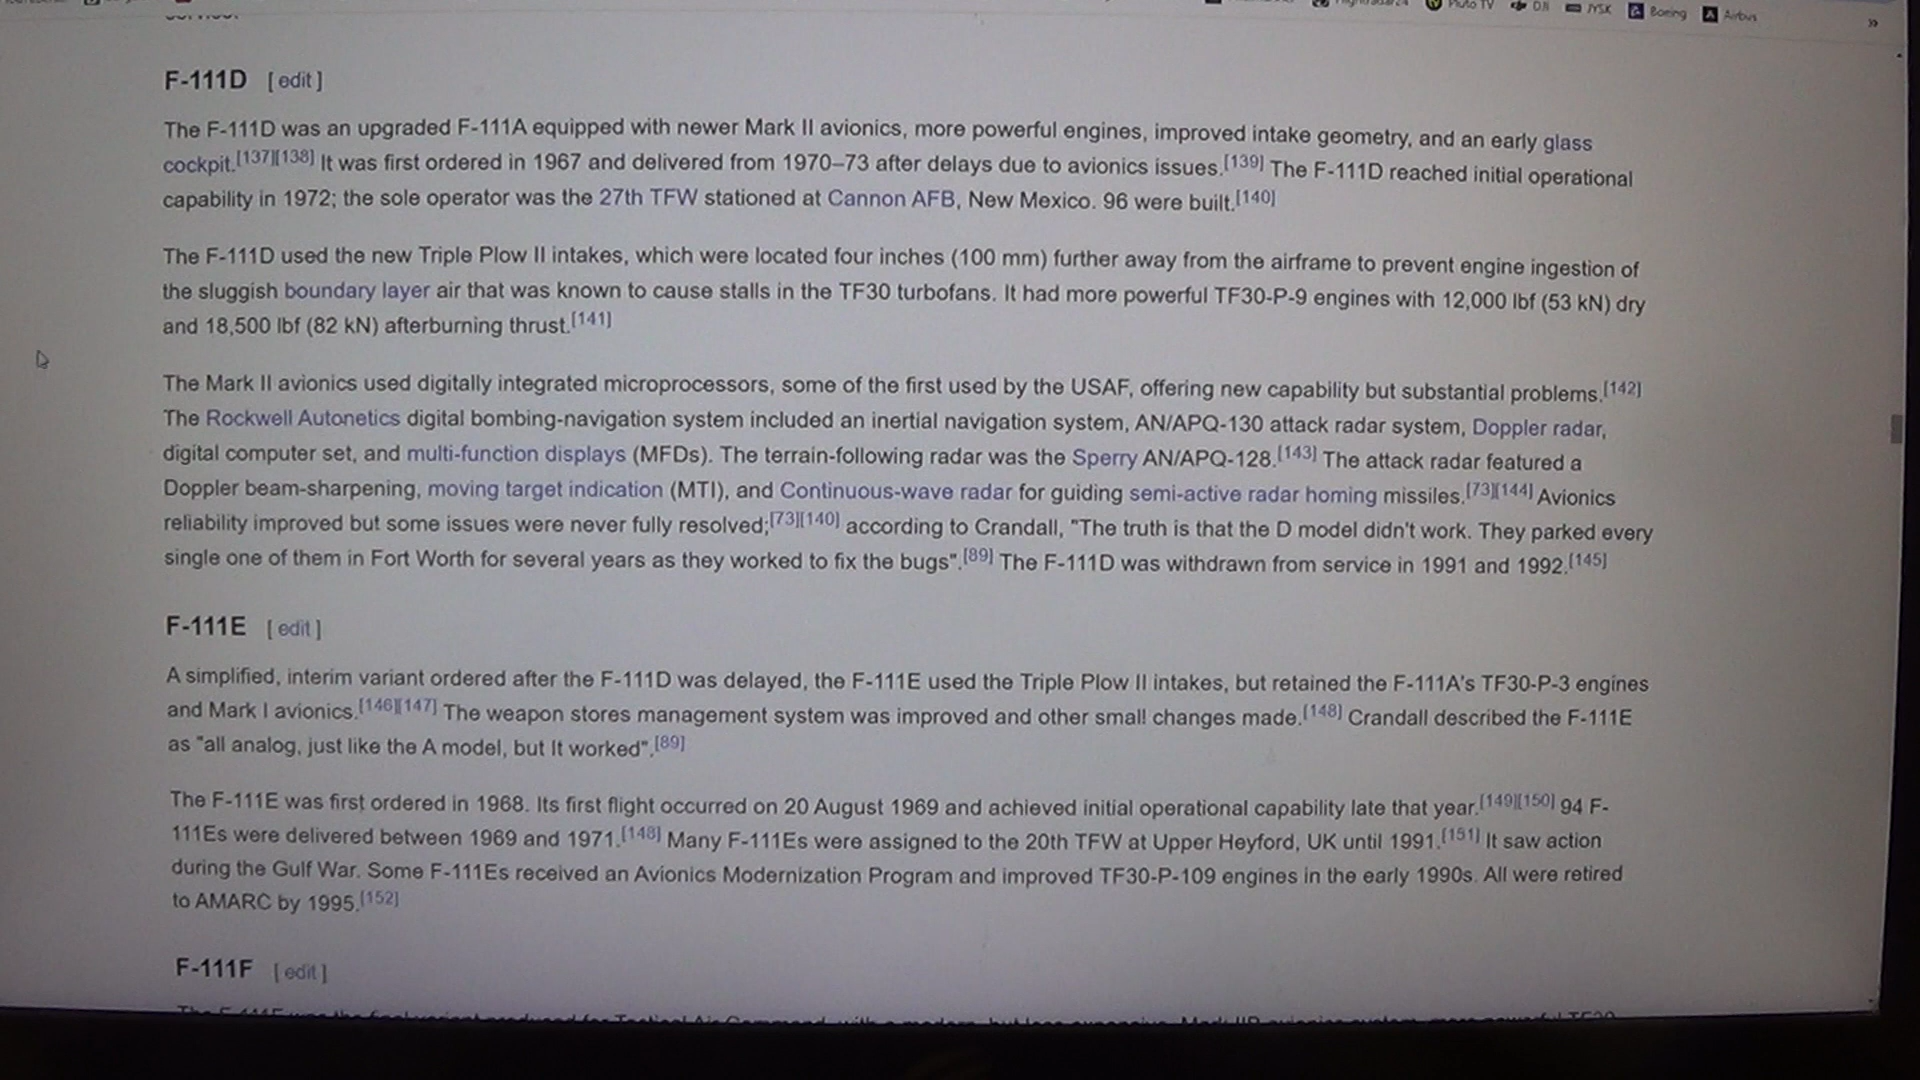 Pluto TV DJI JYSK Boeing Airbus »
F-111D [ edit ]
The F-111D was an upgraded F-111A equipped with newer Mark II avionics, more powerful engines, improved intake geometry, and an early glass
cockpit.[137][138] It was first ordered in 1967 and delivered from 1970–73 after delays due to avionics issues.[139] The F-111D reached initial operational
capability in 1972; the sole operator was the 27th TFW stationed at Cannon AFB, New Mexico. 96 were built.[140]
The F-111D used the new Triple Plow II intakes, which were located four inches (100 mm) further away from the airframe to prevent engine ingestion of
the sluggish boundary layer air that was known to cause stalls in the TF30 turbofans. It had more powerful TF30-P-9 engines with 12,000 lbf (53 kN) dry
and 18,500 lbf (82 kN) afterburning thrust.[141]
The Mark II avionics used digitally integrated microprocessors, some of the first used by the USAF, offering new capability but substantial problems.[142]
The Rockwell Autonetics digital bombing-navigation system included an inertial navigation system, AN/APQ-130 attack radar system, Doppler radar,
digital computer set, and multi-function displays (MFDs). The terrain-following radar was the Sperry AN/APQ-128.[143] The attack radar featured a
Doppler beam-sharpening, moving target indication (MTI), and Continuous-wave radar for guiding semi-active radar homing missiles.[73][144] Avionics
reliability improved but some issues were never fully resolved;[73][140] according to Crandall, "The truth is that the D model didn't work. They parked every
single one of them in Fort Worth for several years as they worked to fix the bugs".[89] The F-111D was withdrawn from service in 1991 and 1992.[145]
F-111E [ edit ]
A simplified, interim variant ordered after the F-111D was delayed, the F-111E used the Triple Plow II intakes, but retained the F-111A's TF30-P-3 engines
and Mark I avionics.[146][147] The weapon stores management system was improved and other small changes made.[148] Crandall described the F-111E
as "all analog, just like the A model, but It worked".[89]
The F-111E was first ordered in 1968. Its first flight occurred on 20 August 1969 and achieved initial operational capability late that year.[149][150] 94 F-
111Es were delivered between 1969 and 1971.[148] Many F-111Es were assigned to the 20th TFW at Upper Heyford, UK until 1991.[151] It saw action
during the Gulf War. Some F-111Es received an Avionics Modernization Program and improved TF30-P-109 engines in the early 1990s. All were retired
to AMARC by 1995.[152]
F-111F [ edit ]